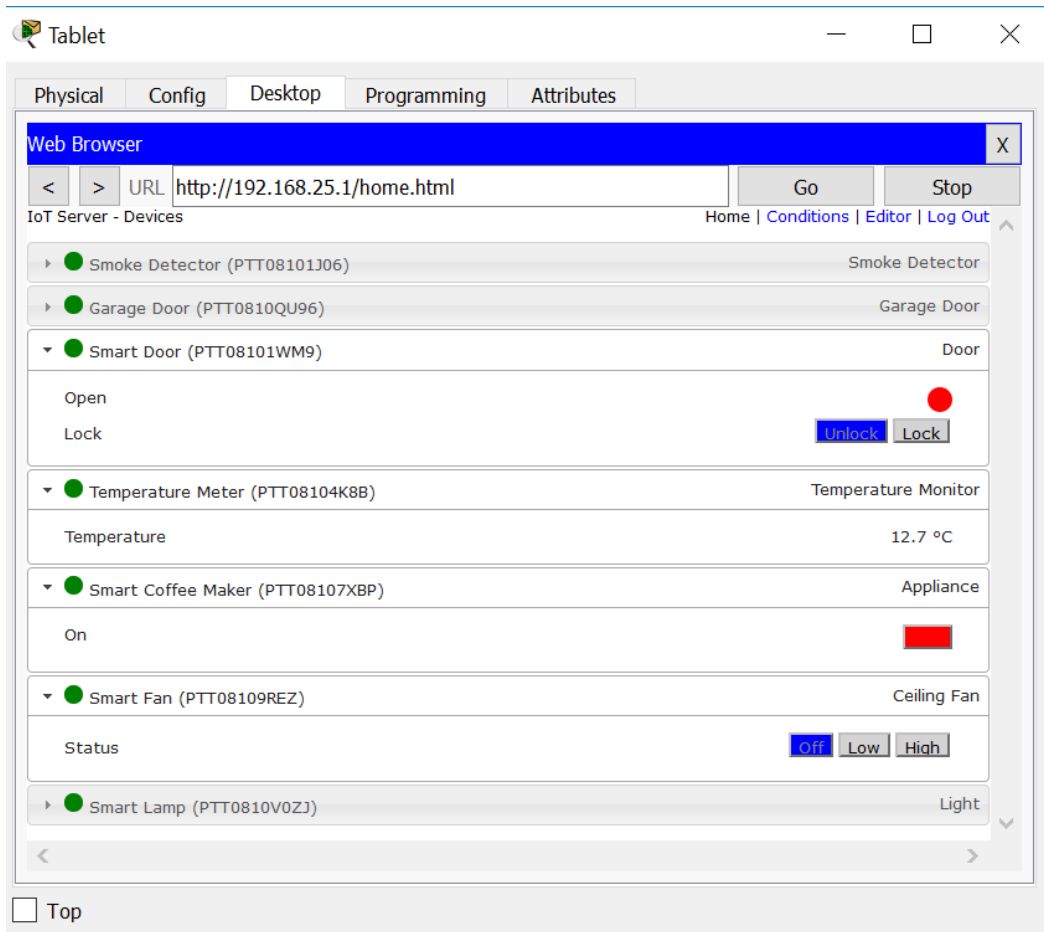 Tablet
Physical Config Desktop Programming Attributes
Web Browser X
< > URL http://192.168.25.1/home.html Go Stop
IoT Server - Devices Home | Conditions | Editor | Log Out
Smoke Detector (PTT08101J06) Smoke Detector
Garage Door (PTT0810QU96) Garage Door
Smart Door (PTT08101WM9) Door
Open
Lock Unlock Lock
Temperature Meter (PTT08104K8B) Temperature Monitor
Temperature 12.7 °C
Smart Coffee Maker (PTT08107XBP) Appliance
On
Smart Fan (PTT08109REZ) Ceiling Fan
Status Off Low High
Smart Lamp (PTT0810V0ZJ) Light
Top